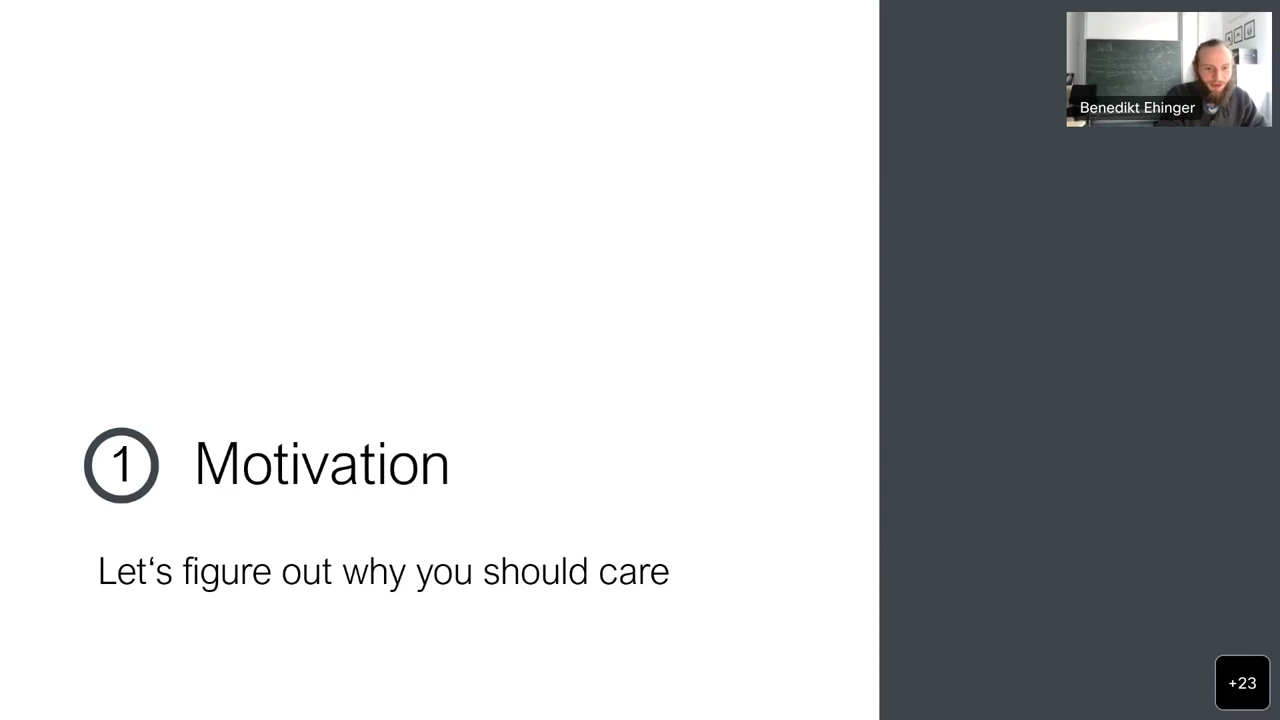 Benedikt Ehinger
1 Motivation
Let‘s figure out why you should care
+23